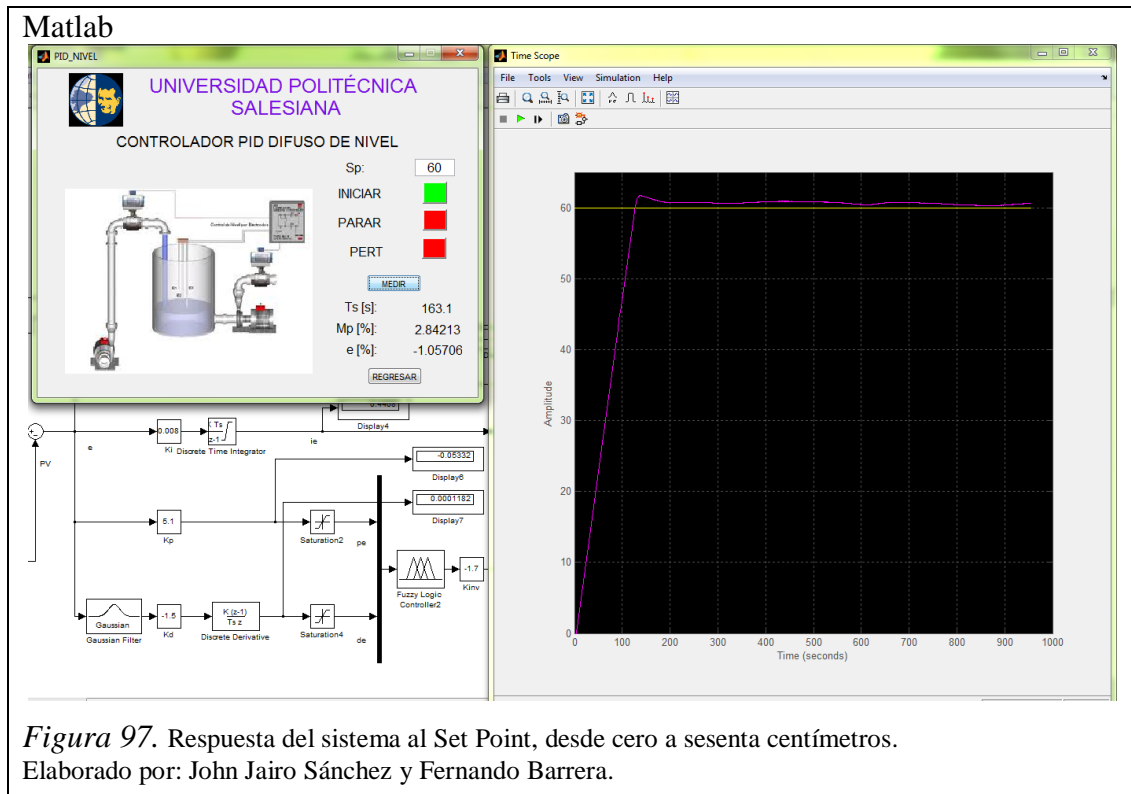 Matlab
PID_NIVEL
UNIVERSIDAD POLITÉCNICA
SALESIANA
CONTROLADOR PID DIFUSO DE NIVEL
Sp: 60
INICIAR
PARAR
PERT
MEDIR
Ts [s]: 163.1
Mp [%]: 2.84213
e [%]: -1.05706
REGRESAR
Display4
0.008
K Ts
z-1
Ki Discrete Time Integrator
e
ie
PV
-0.05332
Display6
0.0001182
Display7
5.1
Kp
Saturation2
pe
Fuzzy Logic
Controller2
-1.7
Kinv
Gaussian
Gaussian Filter
-1.5
Kd
K (z-1)
Ts z
Discrete Derivative
Saturation4
de
Time Scope
File Tools View Simulation Help
Amplitude
60
50
40
30
20
10
0
0 100 200 300 400 500 600 700 800 900 1000
Time (seconds)
Figura 97. Respuesta del sistema al Set Point, desde cero a sesenta centímetros.
Elaborado por: John Jairo Sánchez y Fernando Barrera.